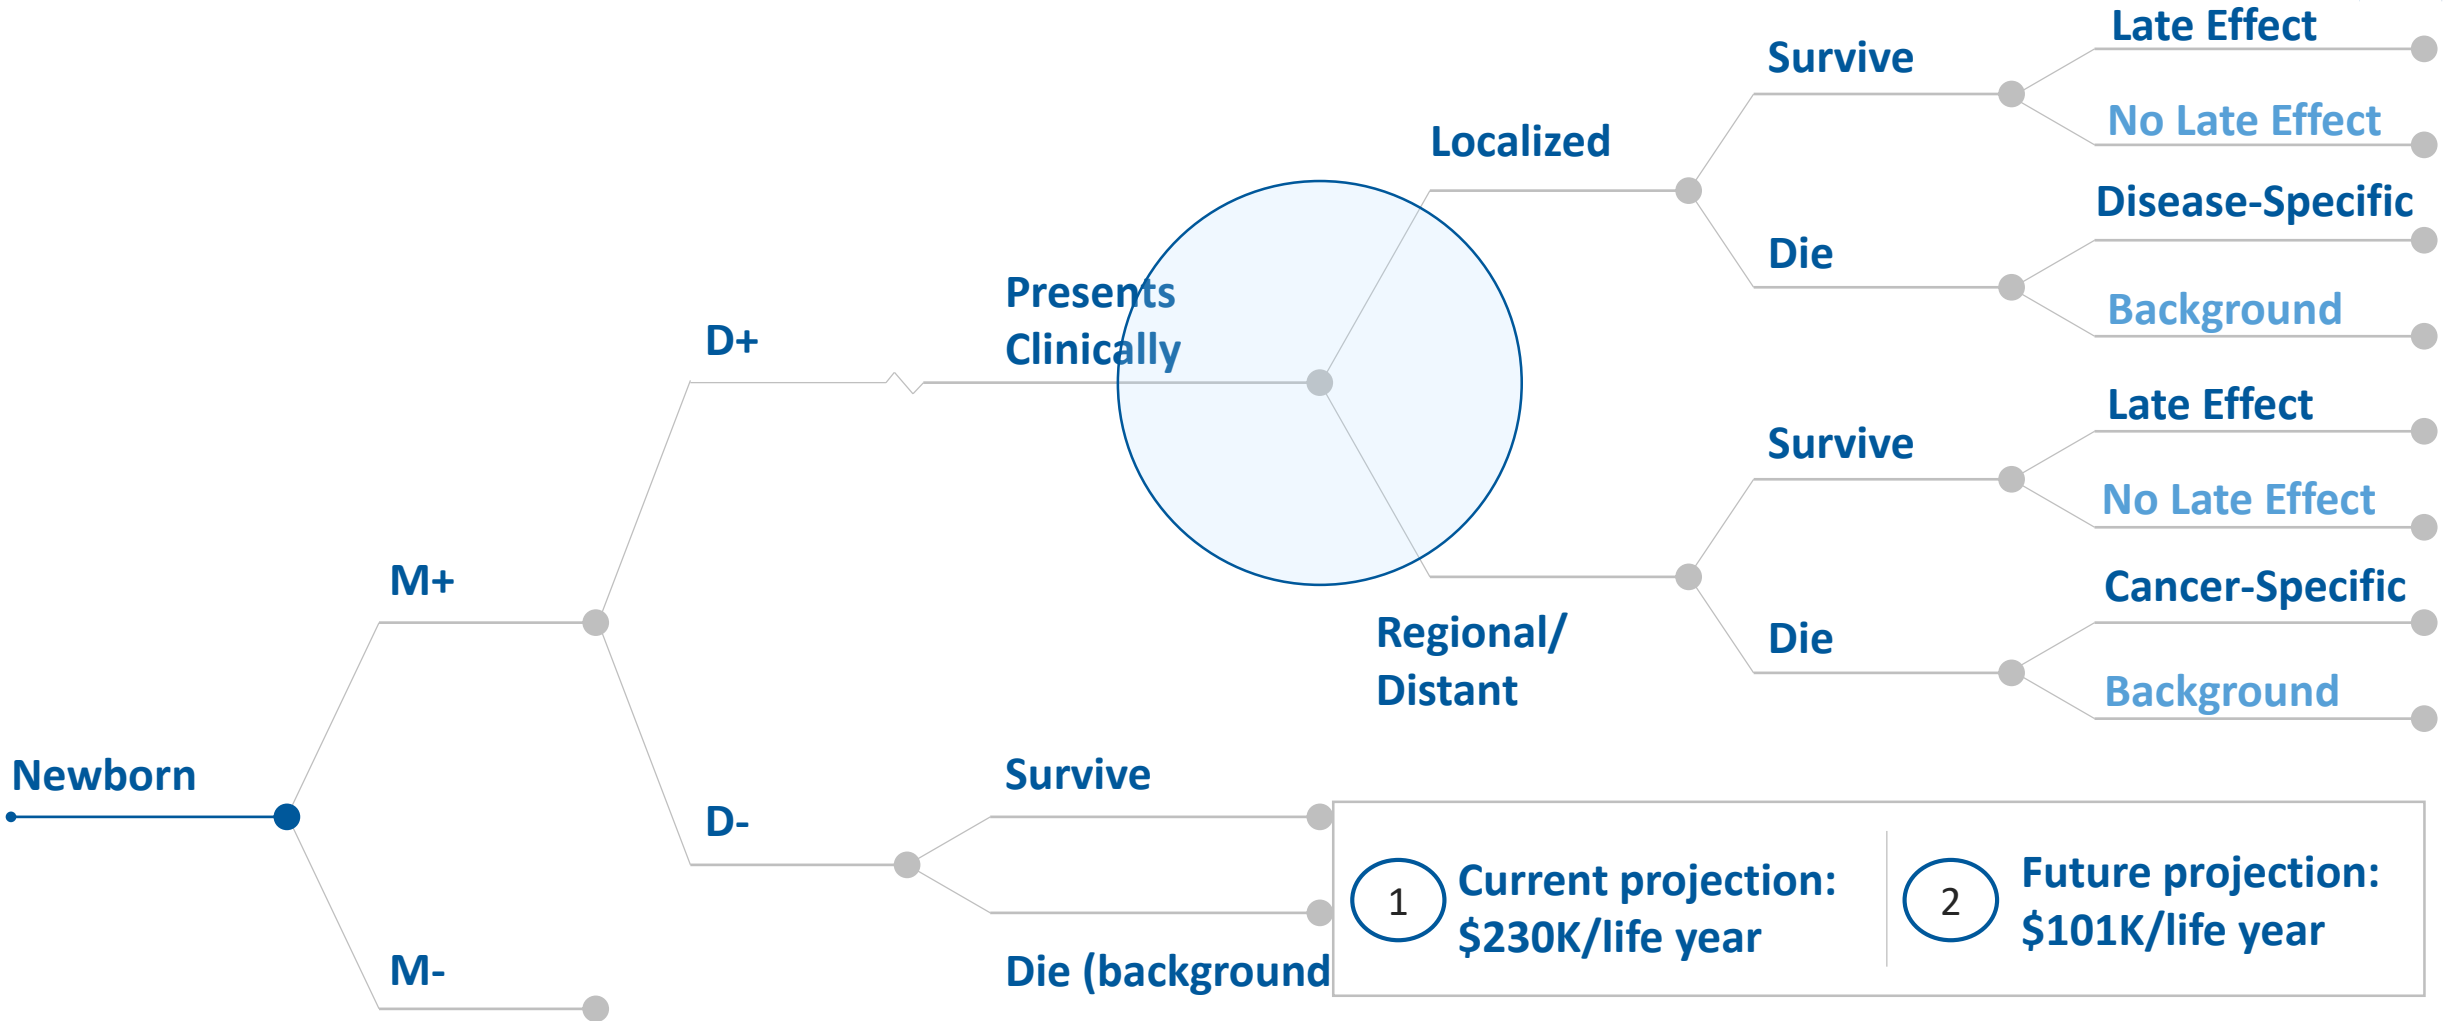 Late Effect
Survive
No Late Effect
Localized
Disease-Specific
Die
Background
Presents
Clinically
D+
Late Effect
Survive
No Late Effect
M+
Cancer-Specific
Regional/
Distant
Die
Background
Newborn
Survive
D-
1
Current projection:
$230K/life year
2
Future projection:
$101K/life year
Die (background
M-